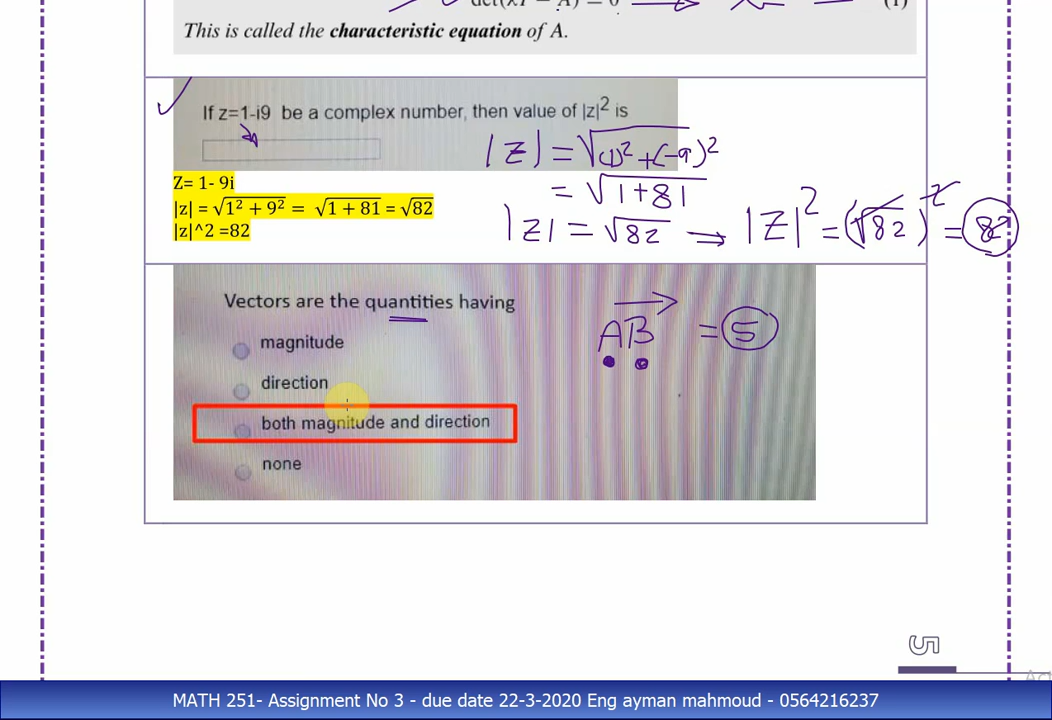 (1)
This is called the characteristic equation of A.
If z=1-i9 be a complex number, then value of |z|² is
|Z| = √(1)² + (-9)²
= √1+81
|Z| = √82 → |Z|² = (√82)² = 82
Z= 1- 9i
|z| = √1² + 9² = √1 + 81 = √82
|z|^2 =82
Vectors are the quantities having
AB = 5
magnitude
direction
both magnitude and direction
none
5
MATH 251- Assignment No 3 - due date 22-3-2020 Eng ayman mahmoud - 0564216237